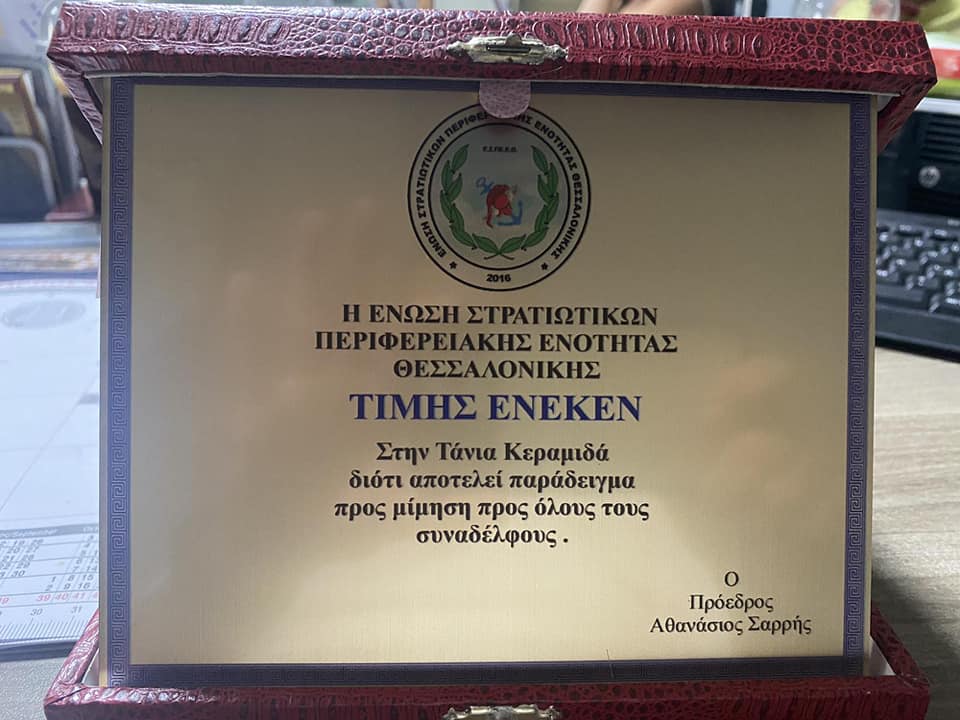 ΕΝΩΣΗ ΣΤΡΑΤΙΩΤΙΚΩΝ ΠΕΡΙΦΕΡΕΙΑΚΗΣ ΕΝΟΤΗΤΑΣ ΘΕΣΣΑΛΟΝΙΚΗΣ
Ε.Σ.ΠΕ.Ε.Θ.
2016
Η ΕΝΩΣΗ ΣΤΡΑΤΙΩΤΙΚΩΝ
ΠΕΡΙΦΕΡΕΙΑΚΗΣ ΕΝΟΤΗΤΑΣ
ΘΕΣΣΑΛΟΝΙΚΗΣ
ΤΙΜΗΣ ΕΝΕΚΕΝ
Στην Τάνια Κεραμιδά
διότι αποτελεί παράδειγμα
προς μίμηση προς όλους τους
συναδέλφους .
Ο
Πρόεδρος
Αθανάσιος Σαρρής